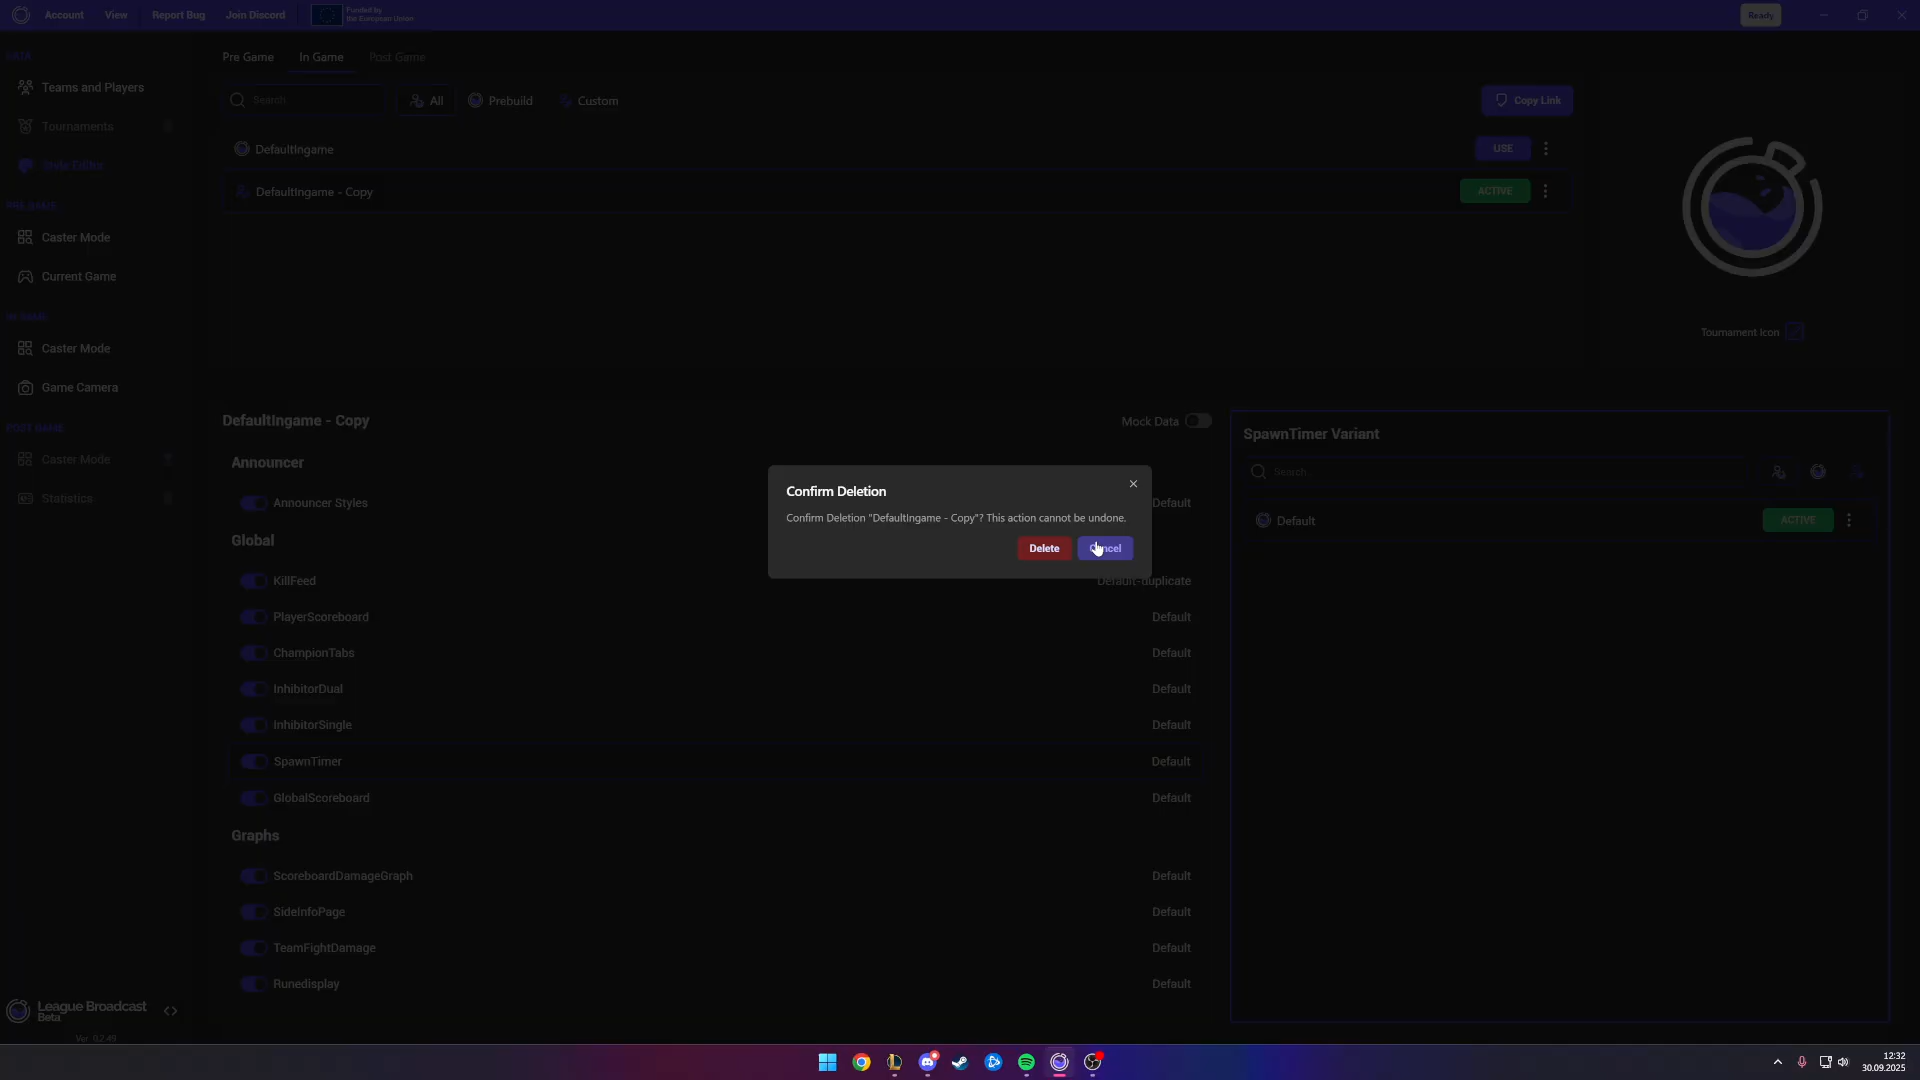 Account View Report Bug Join Discord
Funded by
the European Union
Ready
DATA
Teams and Players
Tournaments
Style Editor
PRE GAME
Caster Mode
Current Game
IN GAME
Caster Mode
Game Camera
POST GAME
Caster Mode
Statistics
League Broadcast
Beta
Ver. 0.2.49
Pre Game In Game Post Game
Search All Prebuild Custom Copy Link
DefaultIngame USE
DefaultIngame - Copy ACTIVE
Tournament Icon
DefaultIngame - Copy Mock Data
Announcer
Announcer Styles Default
Global
KillFeed Default-duplicate
PlayerScoreboard Default
ChampionTabs Default
InhibitorDual Default
InhibitorSingle Default
SpawnTimer Default
GlobalScoreboard Default
Graphs
ScoreboardDamageGraph Default
SideInfoPage Default
TeamFightDamage Default
Runedisplay Default
SpawnTimer Variant
Search
Default ACTIVE
Confirm Deletion
Confirm Deletion "DefaultIngame - Copy"? This action cannot be undone.
Delete Cancel
12:32
30.09.2025